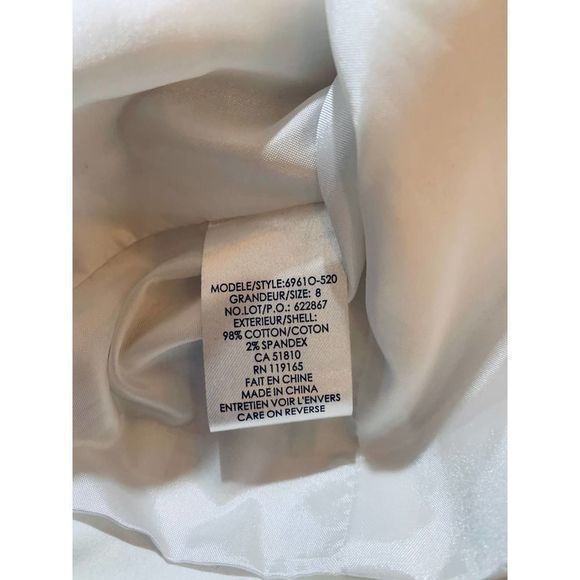 MODELE/STYLE:6961O-520
GRANDEUR/SIZE: 8
NO.LOT/P.O.: 622867
EXTERIEUR/SHELL:
98% COTTON/COTON
2% SPANDEX
CA 51810
RN 119165
FAIT EN CHINE
MADE IN CHINA
ENTRETIEN VOIR L'ENVERS
CARE ON REVERSE